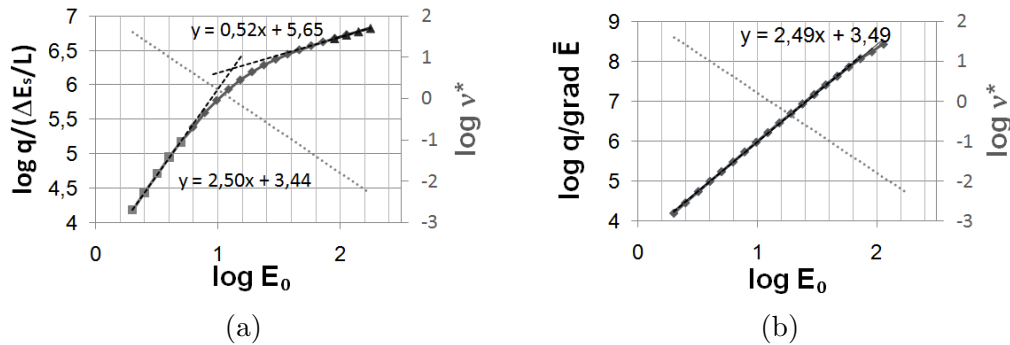 y = 0,52x + 5,65
y = 2,50x + 3,44
log q/(ΔEs/L)
7
6,5
6
5,5
5
4,5
4
2
1
0
-1
-2
-3
log ν*
0
1
2
log E₀
(a)
y = 2,49x + 3,49
log q/grad Ē
9
8
7
6
5
4
2
1
0
-1
-2
-3
log ν*
0
1
2
log E₀
(b)